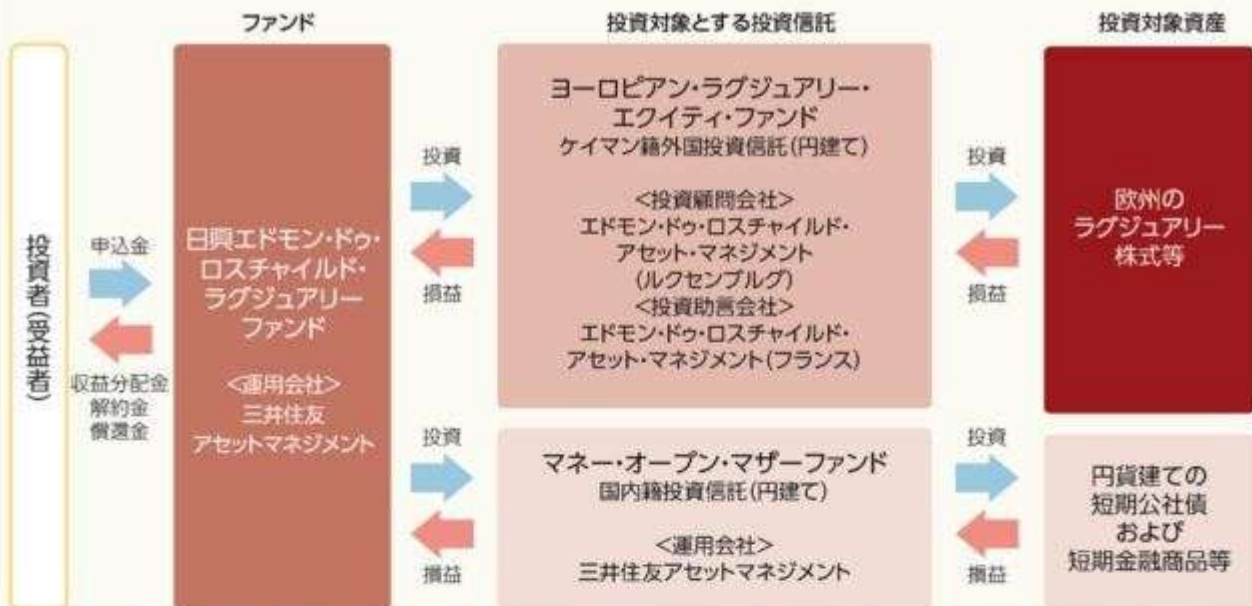 ファンド
投資対象とする投資信託
投資対象資産
投資者(受益者)
申込金
収益分配金
解約金
償還金
日興エドモン・ドゥ・
ロスチャイルド・
ラグジュアリー
ファンド
<運用会社>
三井住友
アセットマネジメント
投資
損益
ヨーロピアン・ラグジュアリー・
エクイティ・ファンド
ケイマン籍外国投資信託(円建て)
<投資顧問会社>
エドモン・ドゥ・ロスチャイルド・
アセット・マネジメント
(ルクセンブルグ)
<投資助言会社>
エドモン・ドゥ・ロスチャイルド・
アセット・マネジメント(フランス)
投資
損益
欧州の
ラグジュアリー
株式等
投資
損益
マネー・オープン・マザーファンド
国内籍投資信託(円建て)
<運用会社>
三井住友アセットマネジメント
投資
損益
円貨建ての
短期公社債
および
短期金融商品等